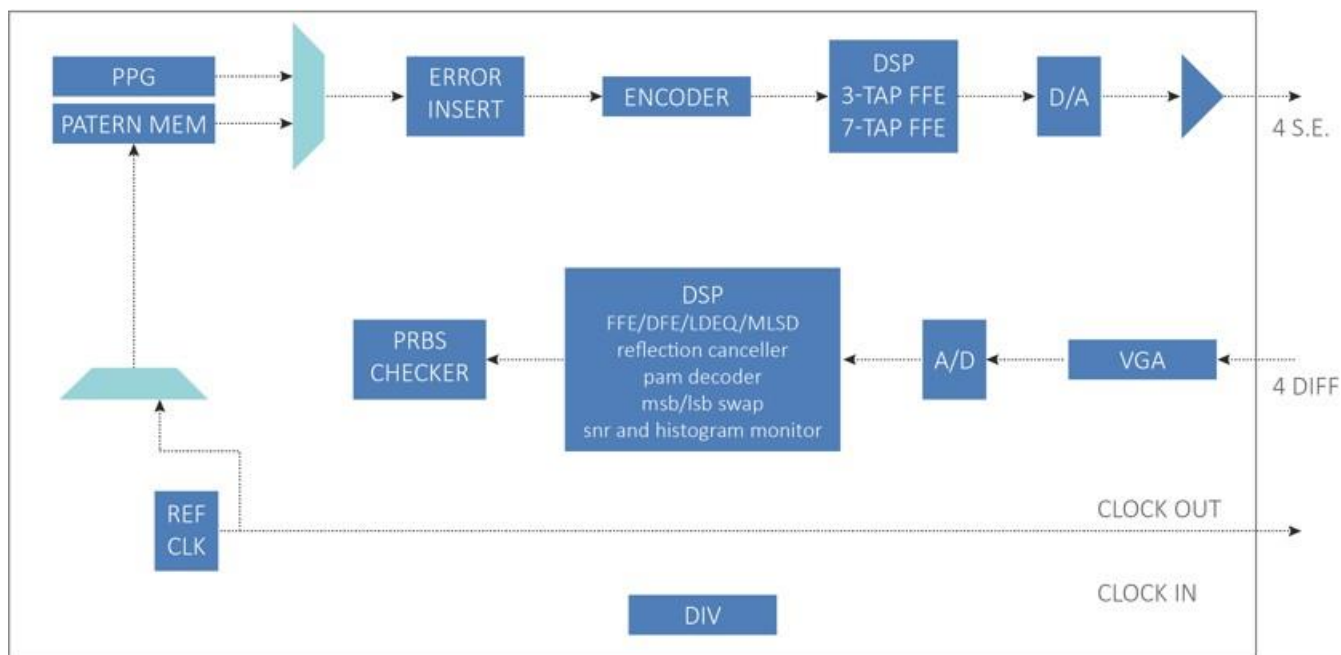 PPG
PATERN MEM
ERROR
INSERT
ENCODER
DSP
3-TAP FFE
7-TAP FFE
D/A
4 S.E.
PRBS
CHECKER
DSP
FFE/DFE/LDEQ/MLSD
reflection canceller
pam decoder
msb/lsb swap
snr and histogram monitor
A/D
VGA
4 DIFF
REF
CLK
CLOCK OUT
CLOCK IN
DIV